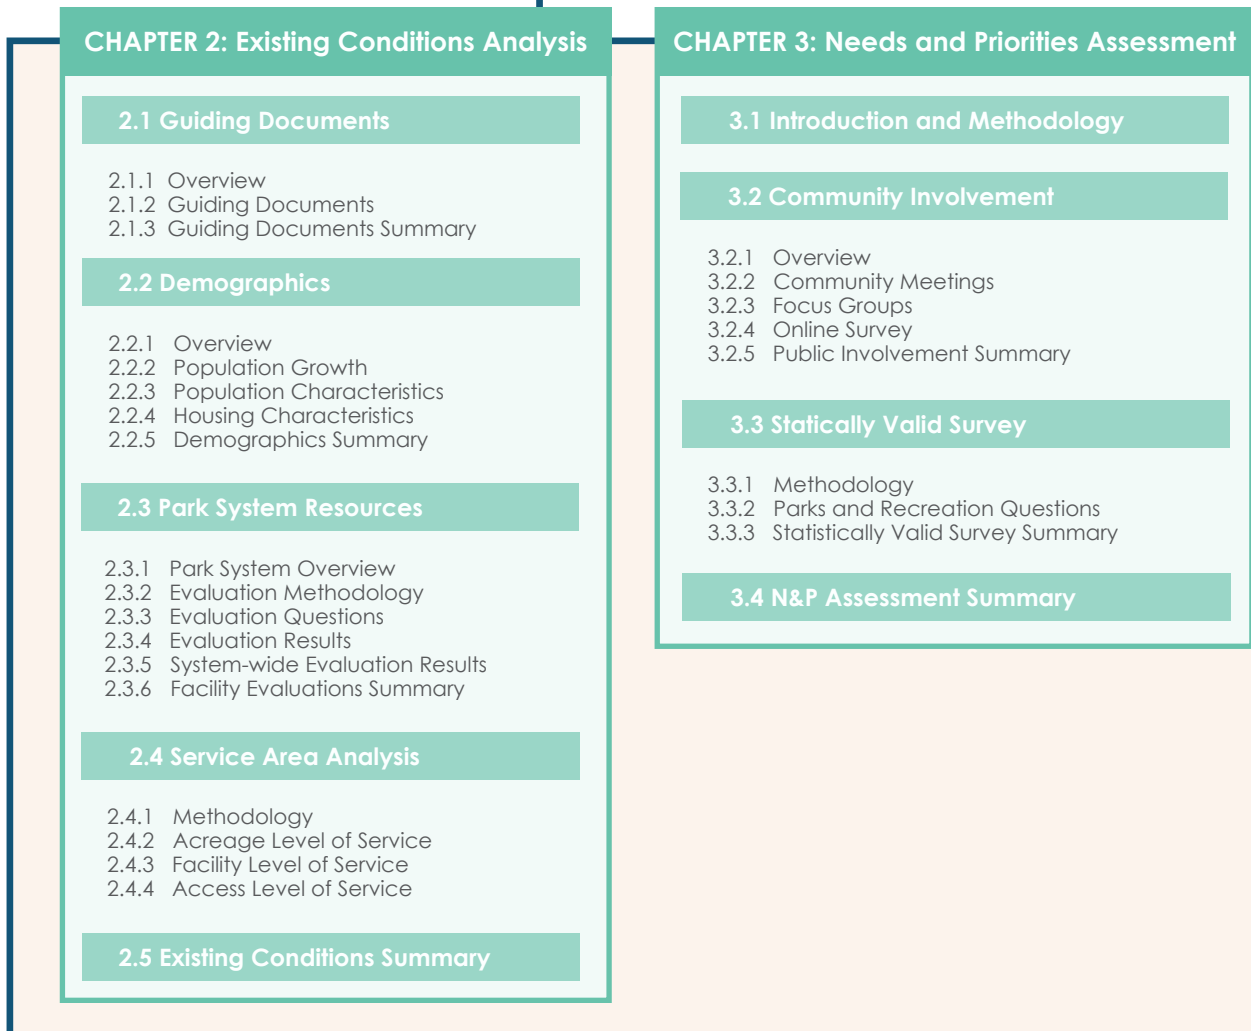 CHAPTER 2: Existing Conditions Analysis
2.1 Guiding Documents
2.1.1 Overview
2.1.2 Guiding Documents
2.1.3 Guiding Documents Summary
2.2 Demographics
2.2.1 Overview
2.2.2 Population Growth
2.2.3 Population Characteristics
2.2.4 Housing Characteristics
2.2.5 Demographics Summary
2.3 Park System Resources
2.3.1 Park System Overview
2.3.2 Evaluation Methodology
2.3.3 Evaluation Questions
2.3.4 Evaluation Results
2.3.5 System-wide Evaluation Results
2.3.6 Facility Evaluations Summary
2.4 Service Area Analysis
2.4.1 Methodology
2.4.2 Acreage Level of Service
2.4.3 Facility Level of Service
2.4.4 Access Level of Service
2.5 Existing Conditions Summary
CHAPTER 3: Needs and Priorities Assessment
3.1 Introduction and Methodology
3.2 Community Involvement
3.2.1 Overview
3.2.2 Community Meetings
3.2.3 Focus Groups
3.2.4 Online Survey
3.2.5 Public Involvement Summary
3.3 Statically Valid Survey
3.3.1 Methodology
3.3.2 Parks and Recreation Questions
3.3.3 Statistically Valid Survey Summary
3.4 N&P Assessment Summary